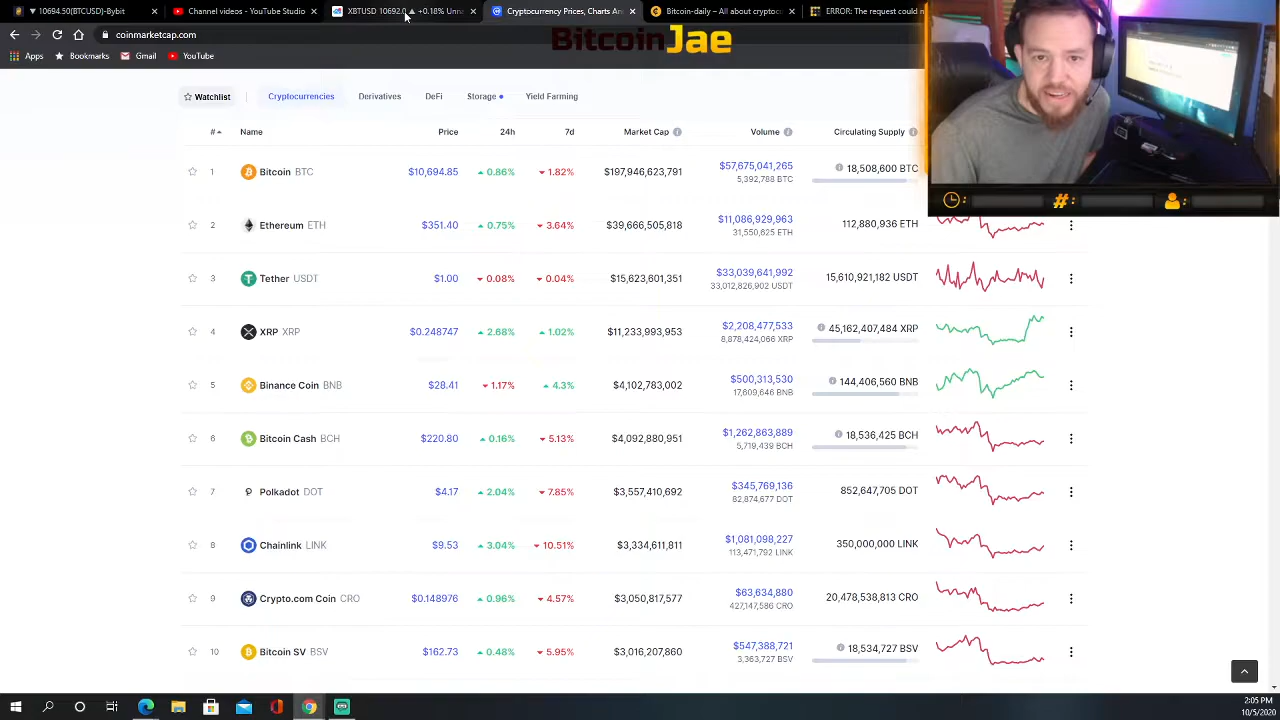 10694.50(BTCUSD)-Bybit
Channel videos - YouTube Studio
XBTUSD 10692.0 ▲ +0.18% Unna
Cryptocurrency Prices, Charts An
Bitcoin-daily – All about cryptoc
ERROR: The request could n
coinmarketcap.com
BitcoinJae
Apps
Bookmarks
Gmail
YouTube
Watchlist
Cryptocurrencies
Derivatives
DeFi
Storage
Yield Farming
# Name Price 24h 7d Market Cap Volume Circulating Supply
1 Bitcoin BTC $10,694.85 0.86% 1.82% $197,946,623,791 $57,675,041,265 18,508,600 BTC
5,392,788 BTC
2 Ethereum ETH $351.40 0.75% 3.64% $39,666,505,818 $11,086,929,963 112,880,936 ETH
31,550,625 ETH
3 Tether USDT $1.00 0.08% 0.04% $15,623,601,351 $33,039,641,992 15,610,921,182 USDT
33,012,826,902 USDT
4 XRP XRP $0.248747 2.68% 1.02% $11,233,993,953 $2,208,477,533 45,162,407,484 XRP
8,878,424,066 XRP
5 Binance Coin BNB $28.41 1.17% 4.3% $4,102,783,002 $500,313,530 144,406,560 BNB
17,609,646 BNB
6 Bitcoin Cash BCH $220.80 0.16% 5.13% $4,092,880,951 $1,262,863,889 18,536,425 BCH
5,719,439 BCH
7 Polkadot DOT $4.17 2.04% 7.85% $3,557,410,692 $345,769,136 852,647,705 DOT
82,874,677 DOT
8 Chainlink LINK $9.53 3.04% 10.51% $3,334,611,811 $1,081,098,227 350,000,000 LINK
113,471,792 LINK
9 Crypto.com Coin CRO $0.148976 0.96% 4.57% $3,050,817,577 $63,634,880 20,478,538,813 CRO
427,147,586 CRO
10 Bitcoin SV BSV $162.73 0.48% 5.95% $3,016,207,860 $547,388,721 18,534,727 BSV
3,363,727 BSV
# :
2:05 PM
10/5/2020